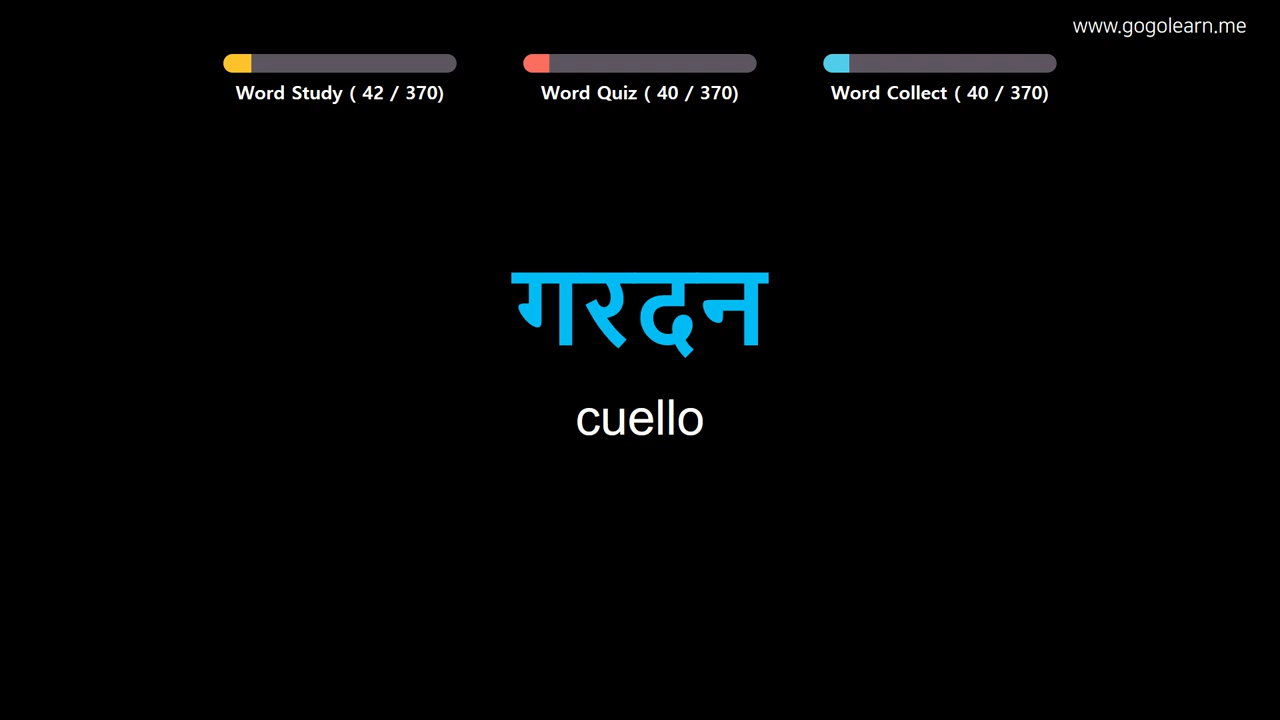 www.gogolearn.me
Word Study ( 42 / 370)
Word Quiz ( 40 / 370)
Word Collect ( 40 / 370)
गरदन
cuello